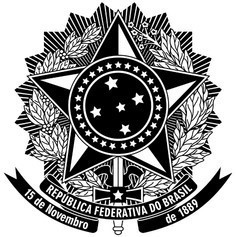 REPÚBLICA FEDERATIVA DO BRASIL
15 de Novembro
de 1889